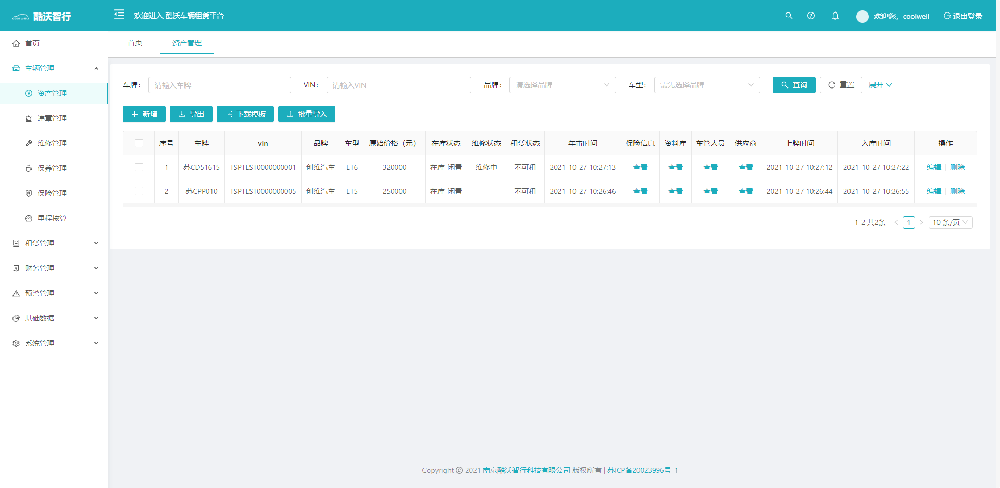 COOLWELL 酷沃智行
欢迎进入 酷沃车辆租赁平台
欢迎您，coolwell
退出登录
首页
车辆管理
资产管理
违章管理
维修管理
保养管理
保险管理
里程核算
租赁管理
财务管理
预警管理
基础数据
系统管理
首页 资产管理
车牌： 请输入车牌 VIN： 请输入VIN 品牌： 请选择品牌 车型： 需先选择品牌 查询 重置 展开
新增 导出 下载模板 批量导入
序号 车牌 vin 品牌 车型 原始价格（元） 在库状态 维修状态 租赁状态 年审时间 保险信息 资料库 车管人员 供应商 上牌时间 入库时间 操作
1 苏CD51615 TSPTEST0000000001 创维汽车 ET6 320000 在库-闲置 维修中 不可租 2021-10-27 10:27:13 查看 查看 查看 查看 2021-10-27 10:27:12 2021-10-27 10:27:22 编辑 删除
2 苏CPP010 TSPTEST0000000005 创维汽车 ET5 250000 在库-闲置 -- 不可租 2021-10-27 10:26:46 查看 查看 查看 查看 2021-10-27 10:26:44 2021-10-27 10:26:55 编辑 删除
1-2 共2条 < 1 > 10 条/页
Copyright © 2021 南京酷沃智行科技有限公司 版权所有 | 苏ICP备20023996号-1